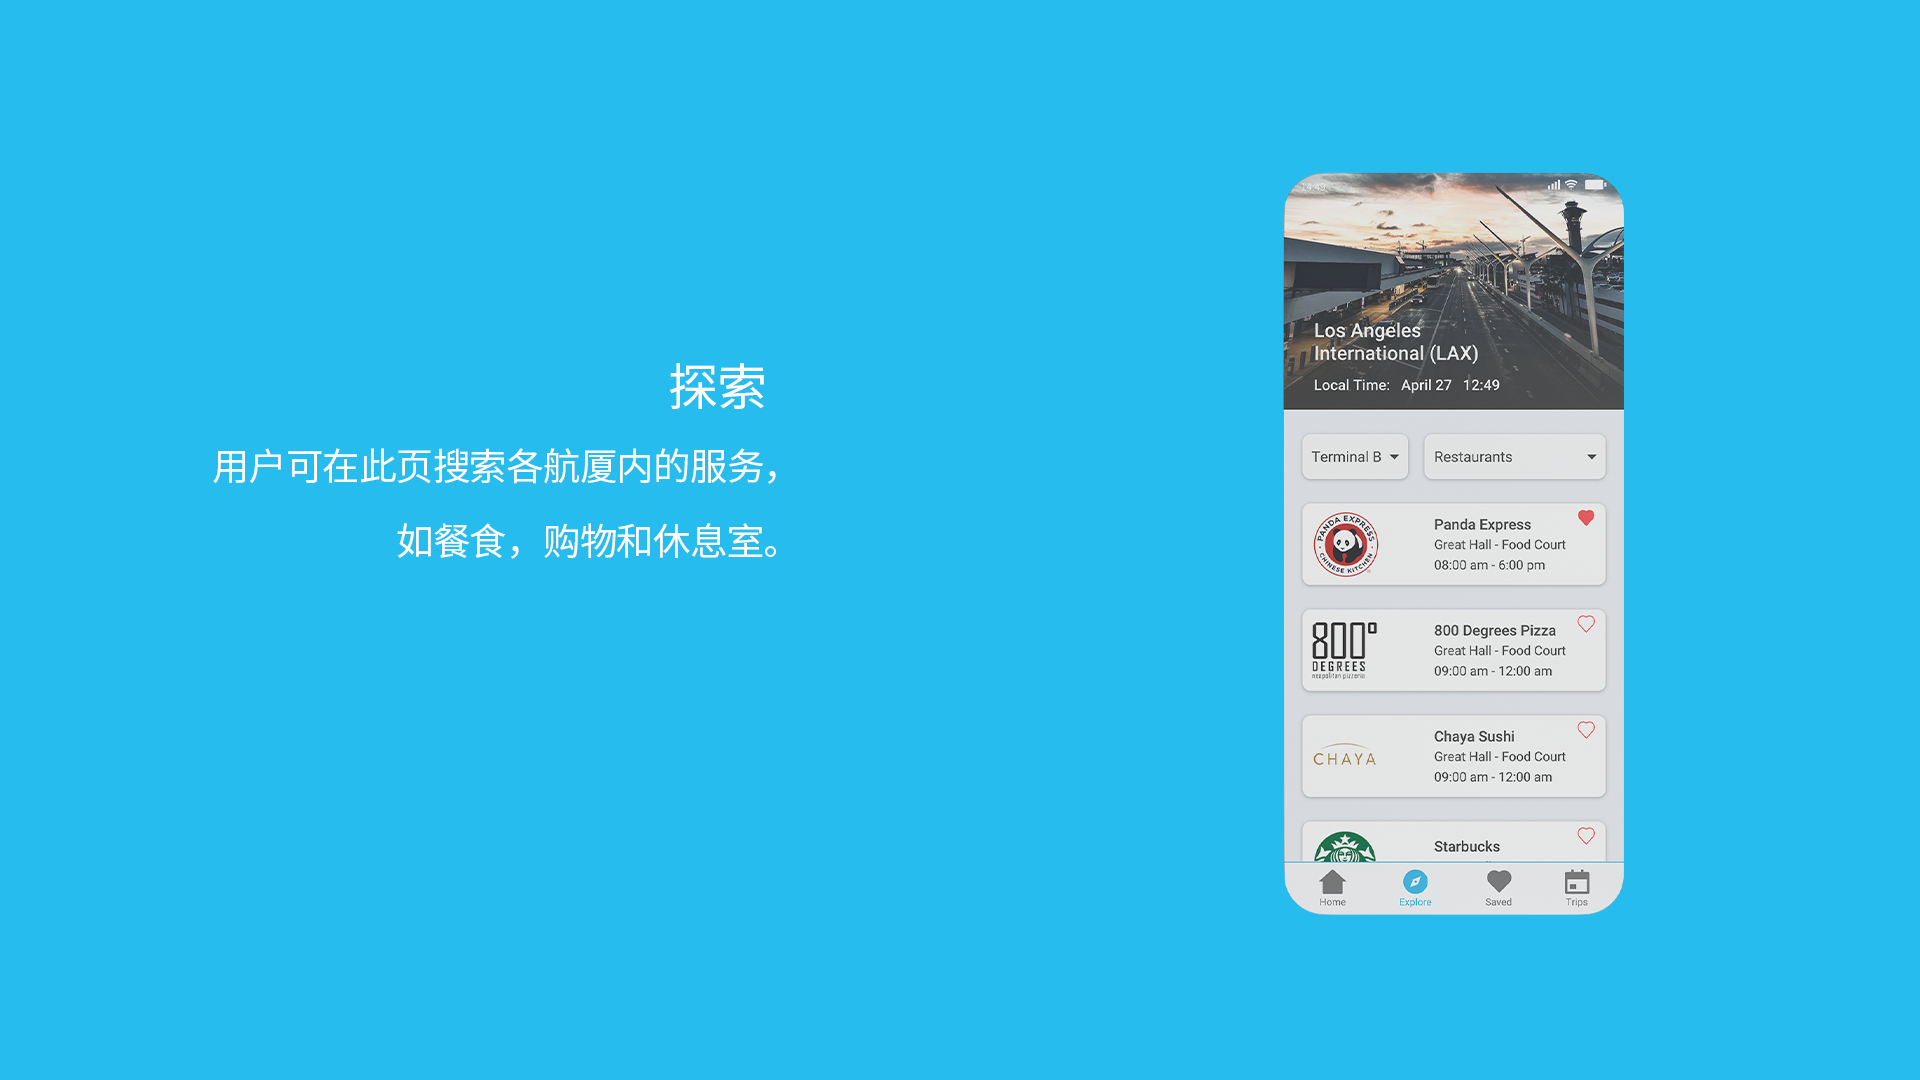 探索
用户可在此页搜索各航厦内的服务，
如餐食，购物和休息室。
14:49
Los Angeles
International (LAX)
Local Time: April 27 12:49
Terminal B
Restaurants
PANDA EXPRESS
CHINESE KITCHEN
Panda Express
Great Hall - Food Court
08:00 am - 6:00 pm
800°
DEGREES
neapolitan pizzeria
800 Degrees Pizza
Great Hall - Food Court
09:00 am - 12:00 am
CHAYA
Chaya Sushi
Great Hall - Food Court
09:00 am - 12:00 am
Starbucks
Home
Explore
Saved
Trips